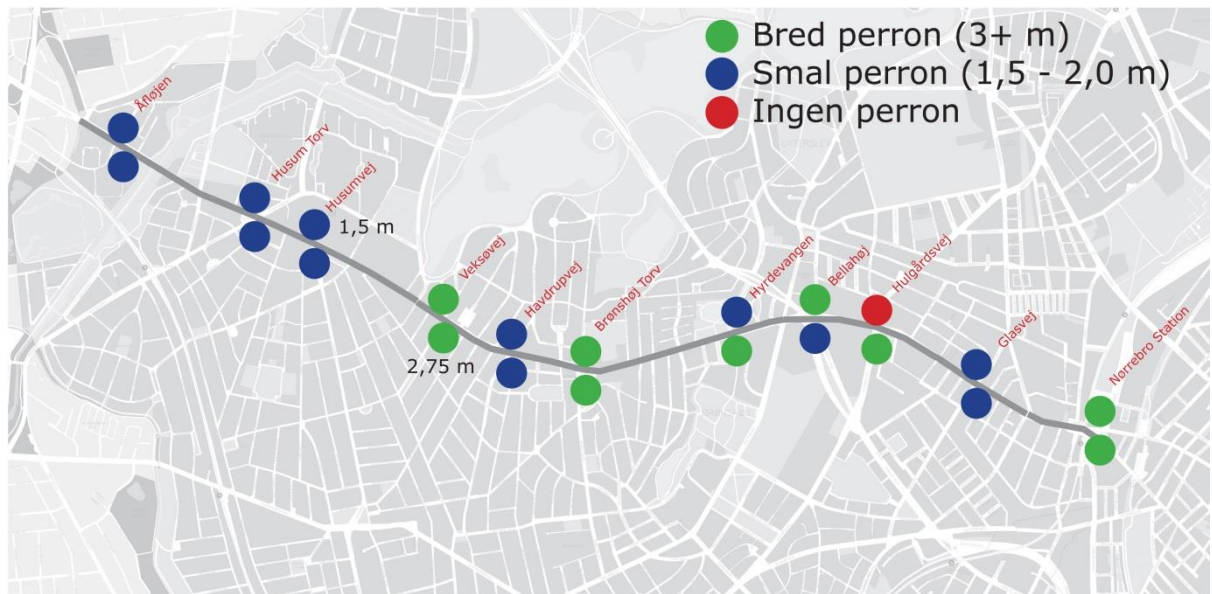 Bred perron (3+ m)
Smal perron (1,5 - 2,0 m)
Ingen perron
Åfløjen
Husum Torv
Husumvej
1,5 m
Veksøvej
2,75 m
Havdrupvej
Brønshøj Torv
Hyrdevangen
Bellahøj
Hulgårdsvej
Glasvej
Nørrebro Station